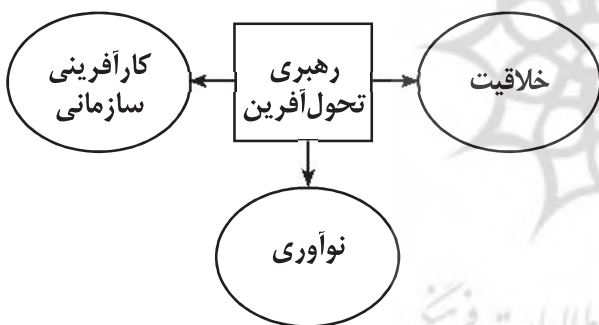 خلاقیت
رهبری
تحول‌آفرین
کارآفرینی
سازمانی
نوآوری